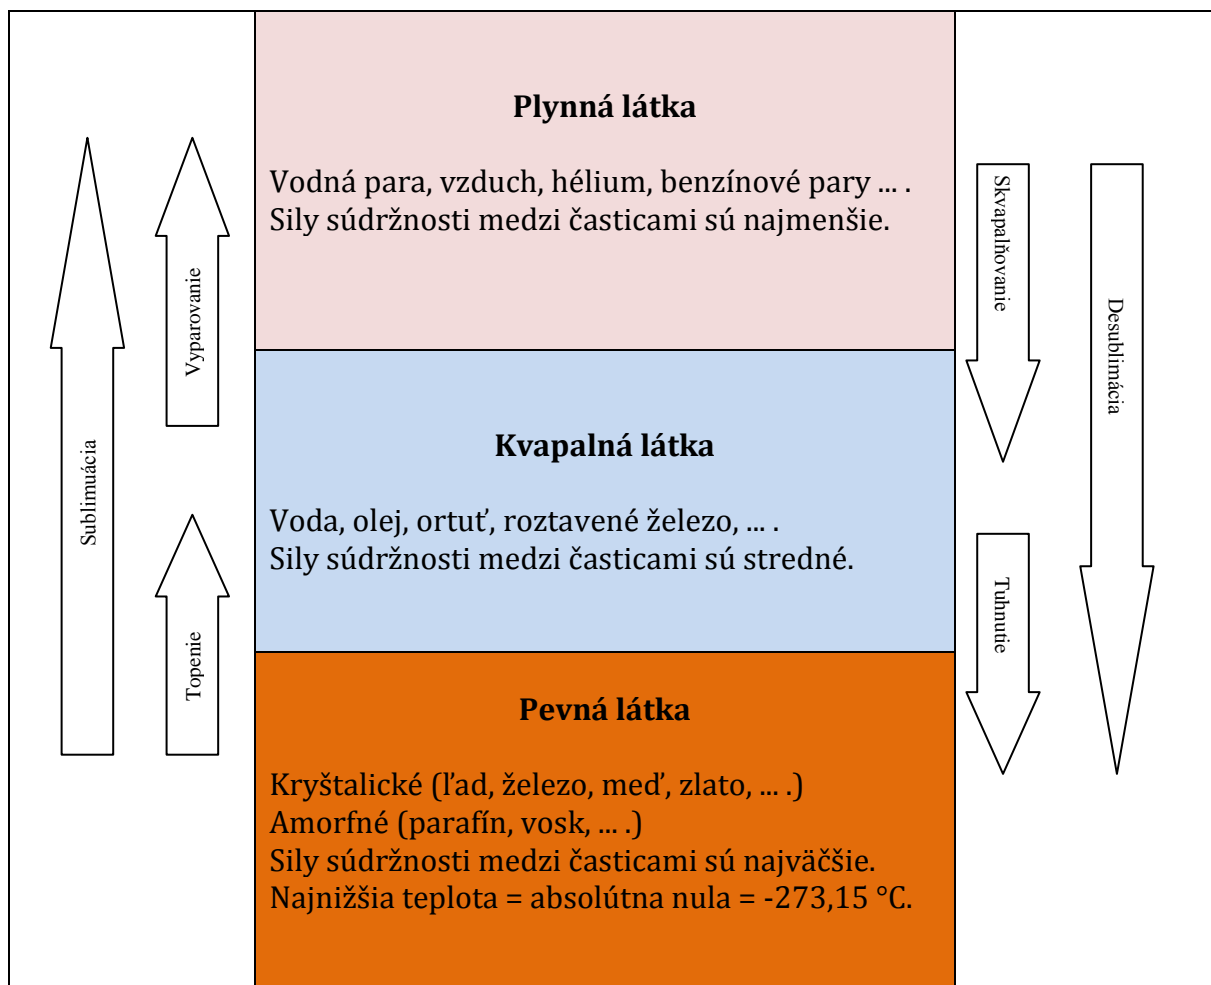 Plynná látka
Vodná para, vzduch, hélium, benzínové pary ... .
Sily súdržnosti medzi časticami sú najmenšie.
Kvapalná látka
Voda, olej, ortuť, roztavené železo, ... .
Sily súdržnosti medzi časticami sú stredné.
Pevná látka
Kryštalické (ľad, železo, meď, zlato, ... .)
Amorfné (parafín, vosk, ... .)
Sily súdržnosti medzi časticami sú najväčšie.
Najnižšia teplota = absolútna nula = -273,15 °C.
Sublimuácia
Vyparovanie
Topenie
Skvapalňovanie
Tuhnutie
Desublimácia